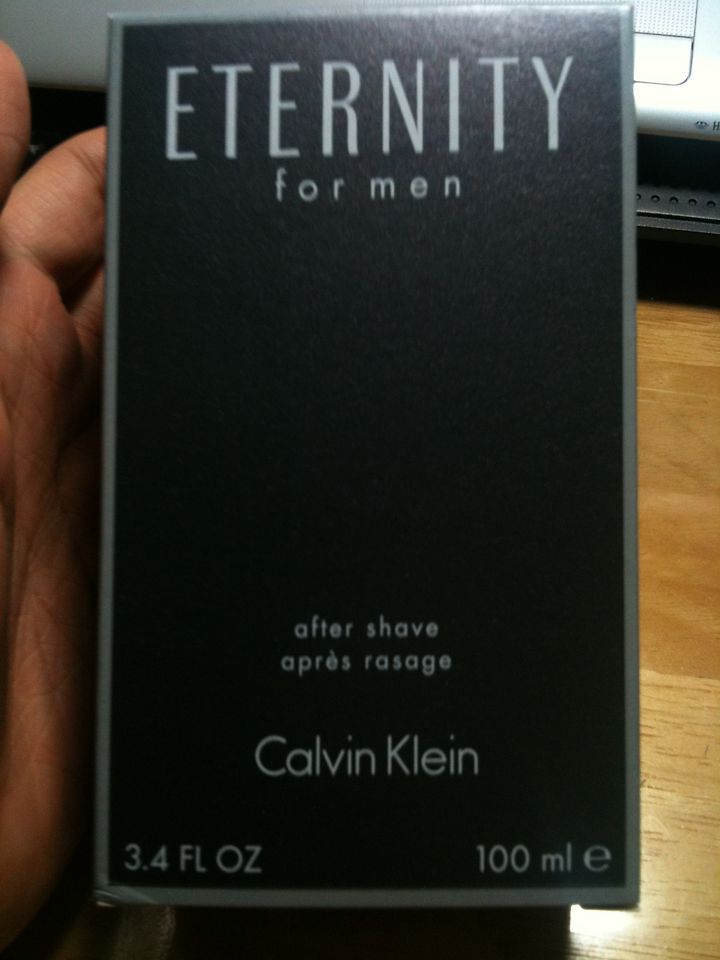 ETERNITY
for men
after shave
après rasage
Calvin Klein
3.4 FL OZ 100 ml e